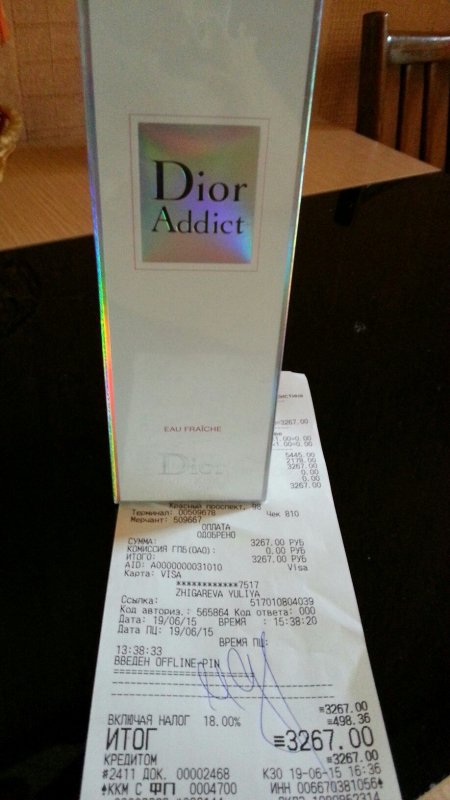 Dior
Addict
EAU FRAÎCHE
Dior
=3267.00
5445.00
2178.00
3267.00
0.00
0.00
3267.00
Красный проспект, 98
Терминал: 00509678 Чек 810
Мерчант: 509667
ОПЛАТА
ОДОБРЕНО
СУММА: 3267.00 РУБ
КОМИССИЯ ГПБ(ОАО): 0.00 РУБ
ИТОГО: 3267.00 РУБ
AID: A0000000031010 Visa
Карта: VISA
************7517
ZHIGAREVA YULIYA
Ссылка: 517010804039
Код авториз.: 565864 Код ответа: 000
Дата: 19/06/15 ВРЕМЯ : 15:38:20
Дата ПЦ: 19/06/15
ВРЕМЯ ПЦ:
13:38:33
ВВЕДЕН OFFLINE-PIN
≡3267.00
ВКЛЮЧАЯ НАЛОГ 18.00% ≡498.36
ИТОГ ≡3267.00
КРЕДИТОМ ≡3267.00
#2411 ДОК. 00002468 КЗО 19-06-15 16:36
♠ККМ С ФП 0004700 ИНН 006670381056♠